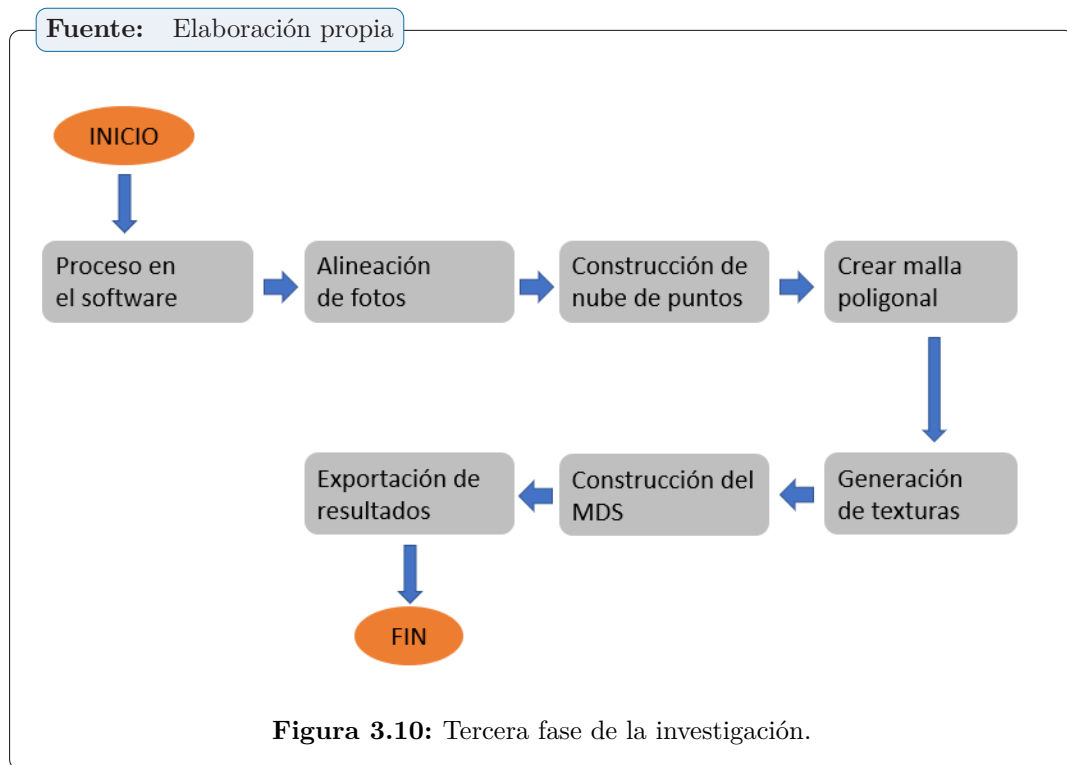 Fuente: Elaboración propia
INICIO
Proceso en
el software
Alineación
de fotos
Construcción de
nube de puntos
Crear malla
poligonal
Generación
de texturas
Construcción del
MDS
Exportación de
resultados
FIN
Figura 3.10: Tercera fase de la investigación.